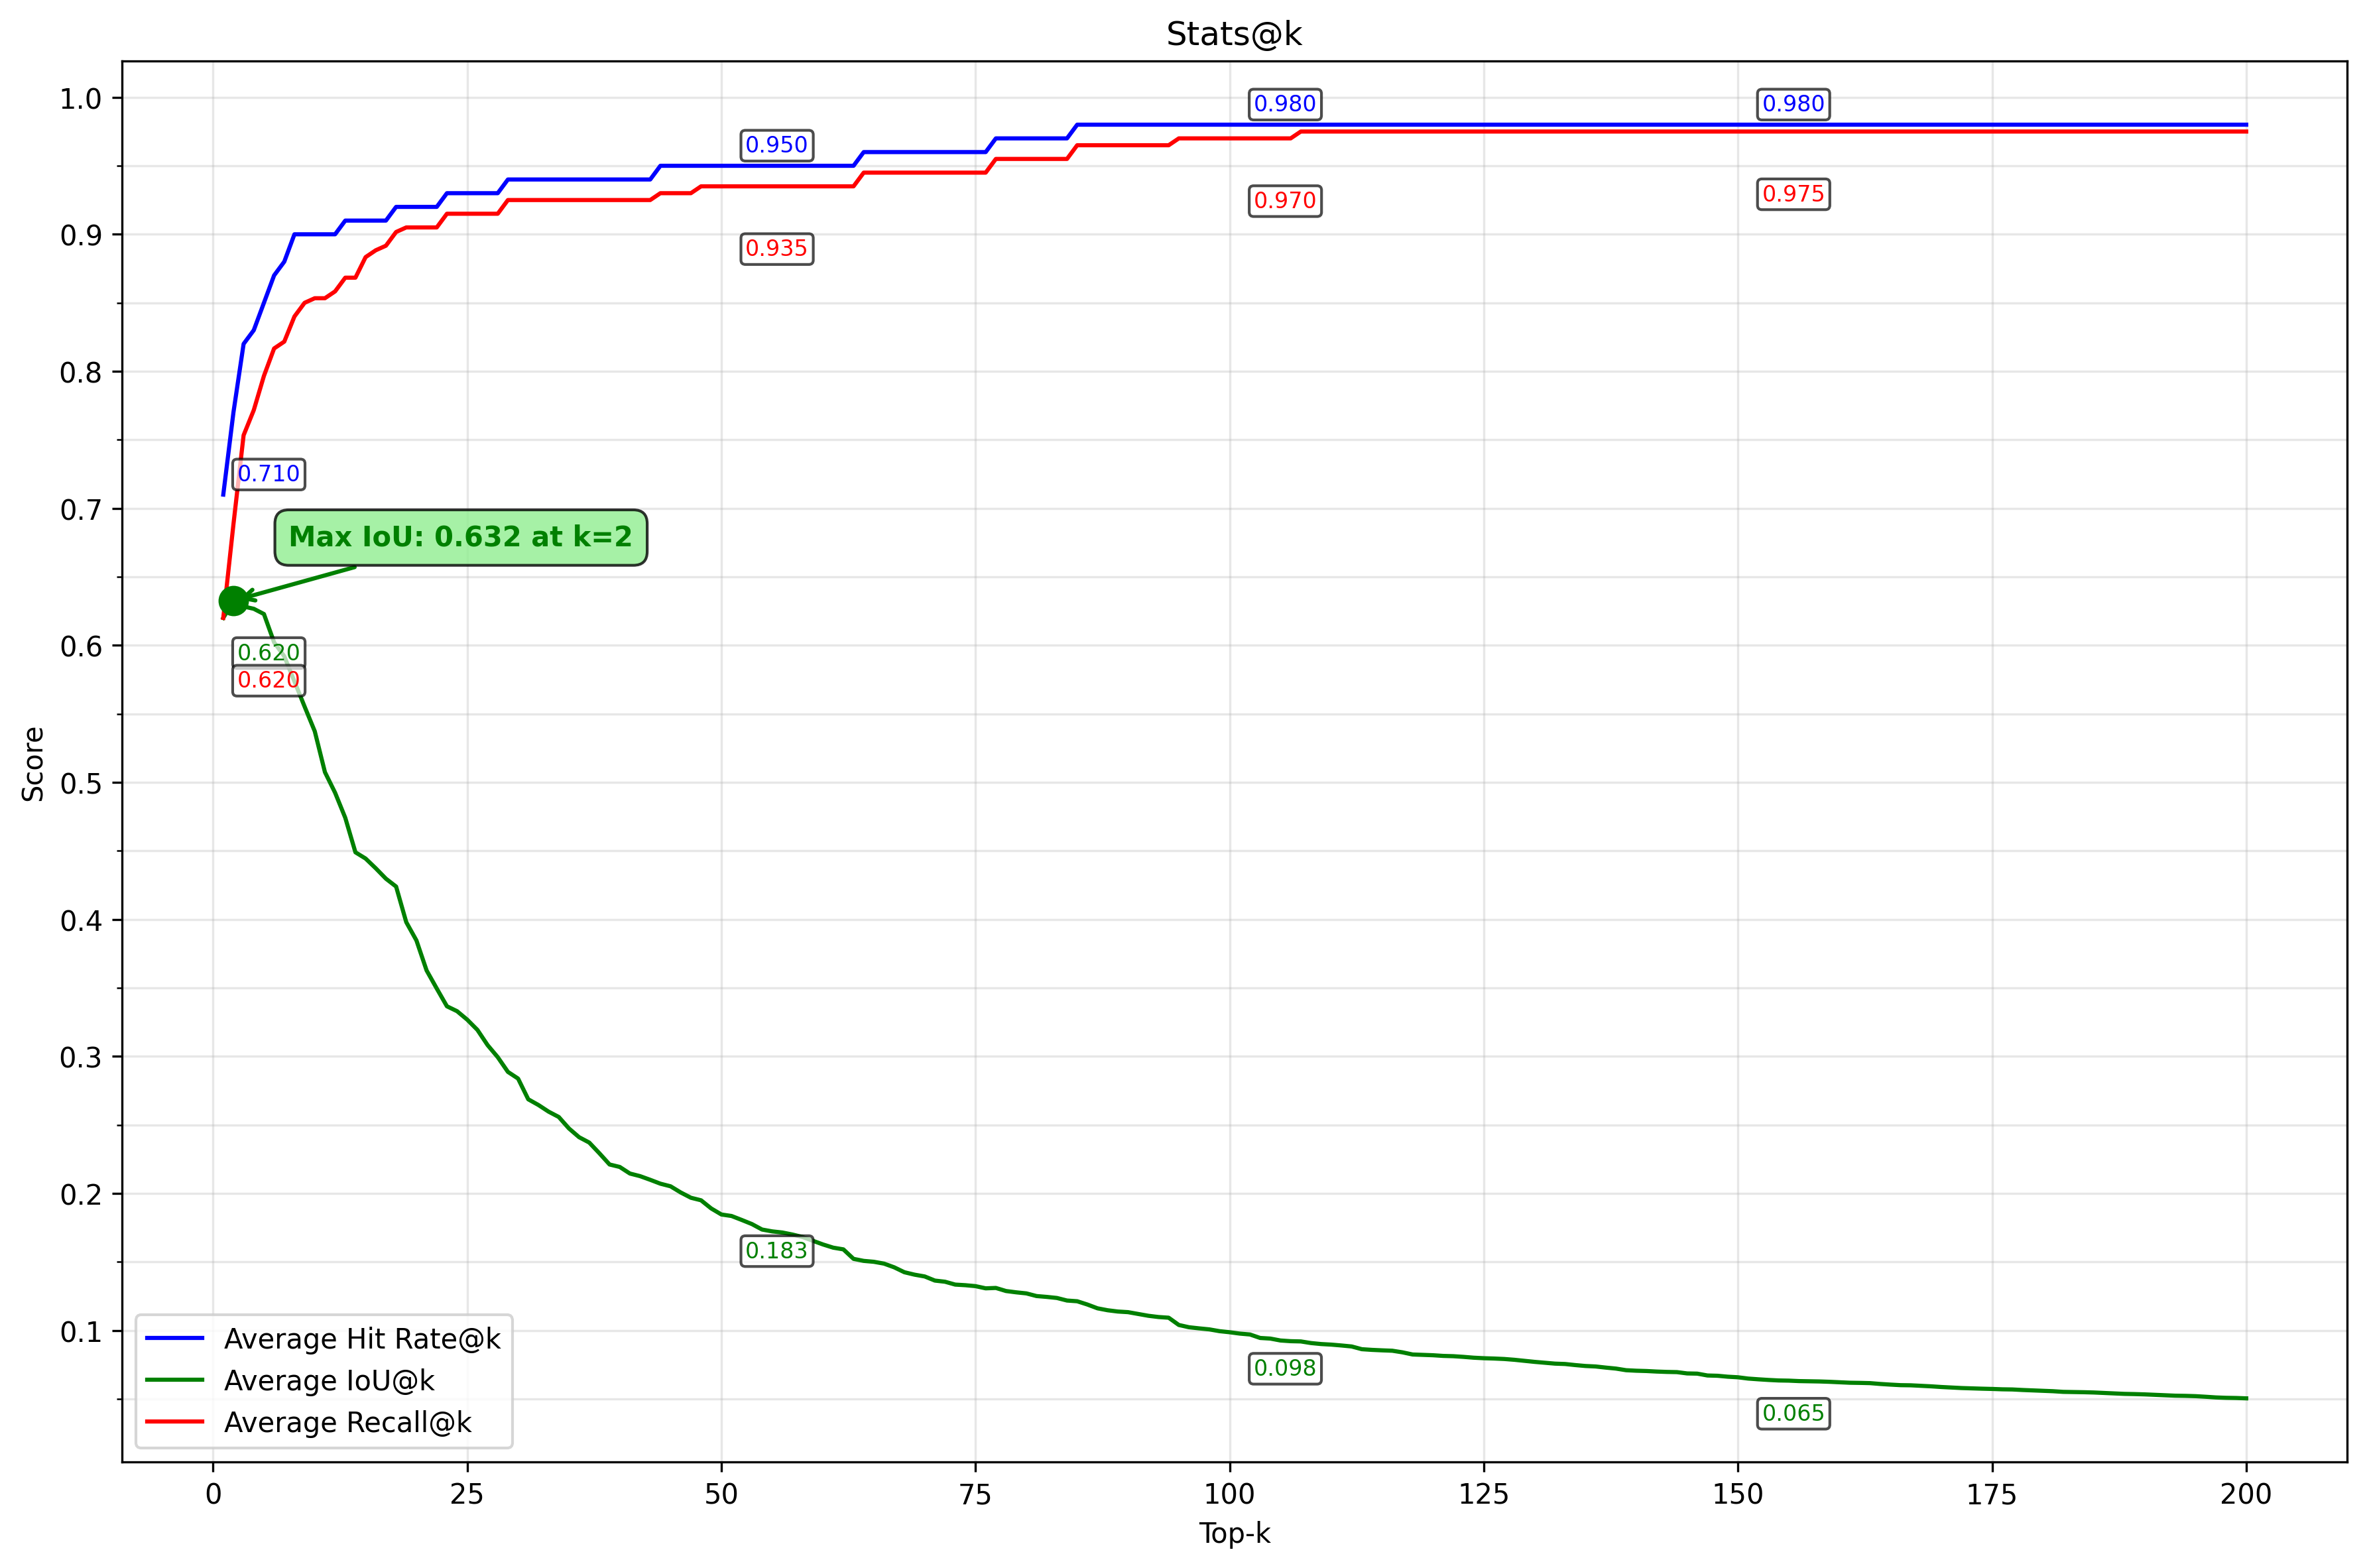 Stats@k
Score
1.0
0.9
0.8
0.7
0.6
0.5
0.4
0.3
0.2
0.1
0.980
0.980
0.950
0.970
0.975
0.935
0.710
Max IoU: 0.632 at k=2
0.620
0.620
0.183
0.098
0.065
Average Hit Rate@k
Average IoU@k
Average Recall@k
0 25 50 75 100 125 150 175 200
Top-k